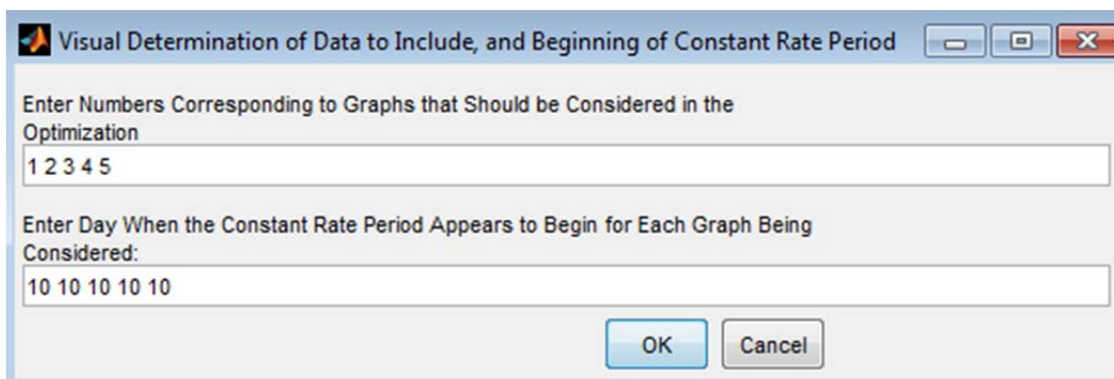 Visual Determination of Data to Include, and Beginning of Constant Rate Period
Enter Numbers Corresponding to Graphs that Should be Considered in the
Optimization
1 2 3 4 5
Enter Day When the Constant Rate Period Appears to Begin for Each Graph Being
Considered:
10 10 10 10 10
OK
Cancel